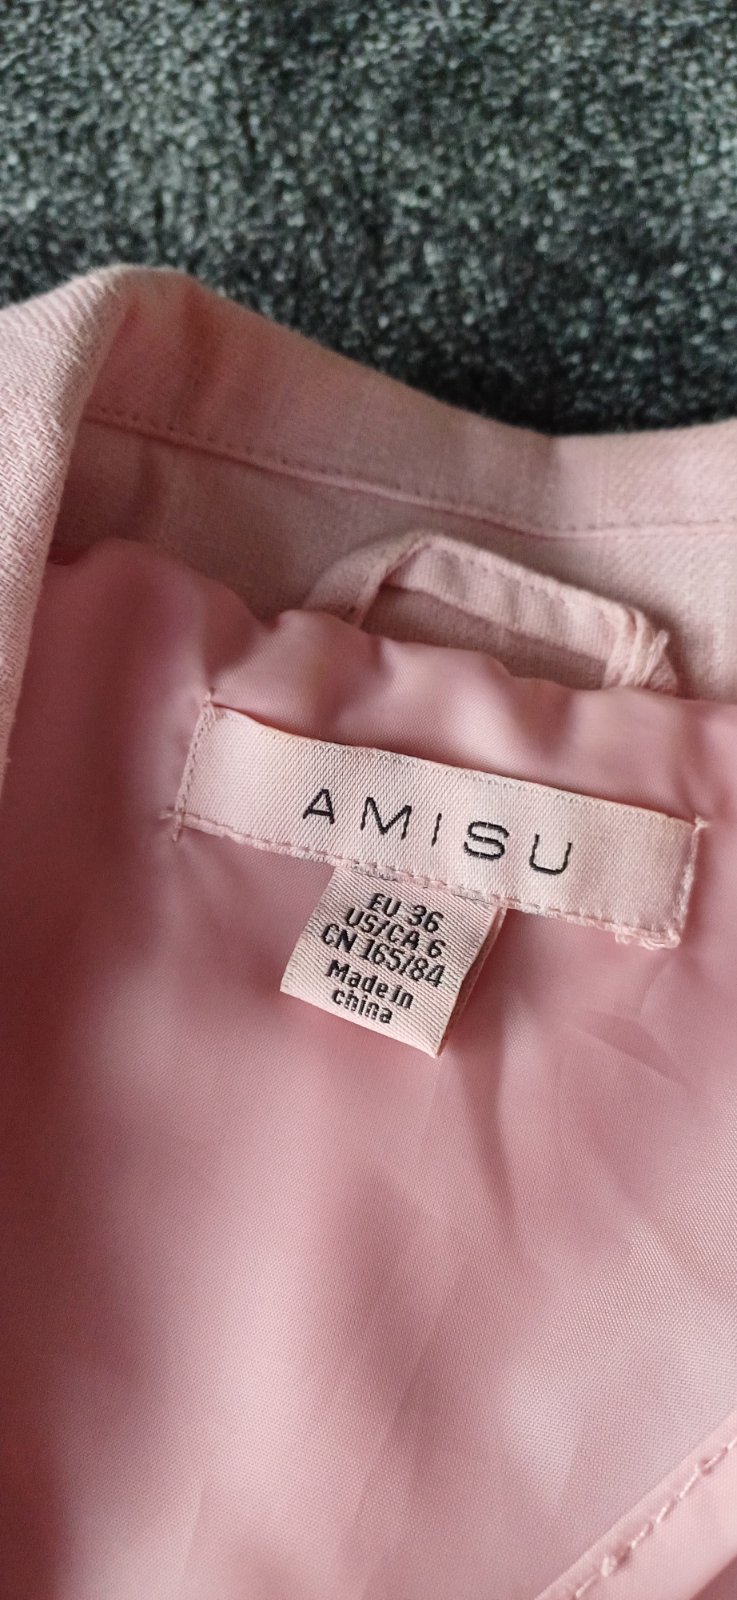 AMISU
EU 36
US/CA 6
CN 165/84
Made in
china